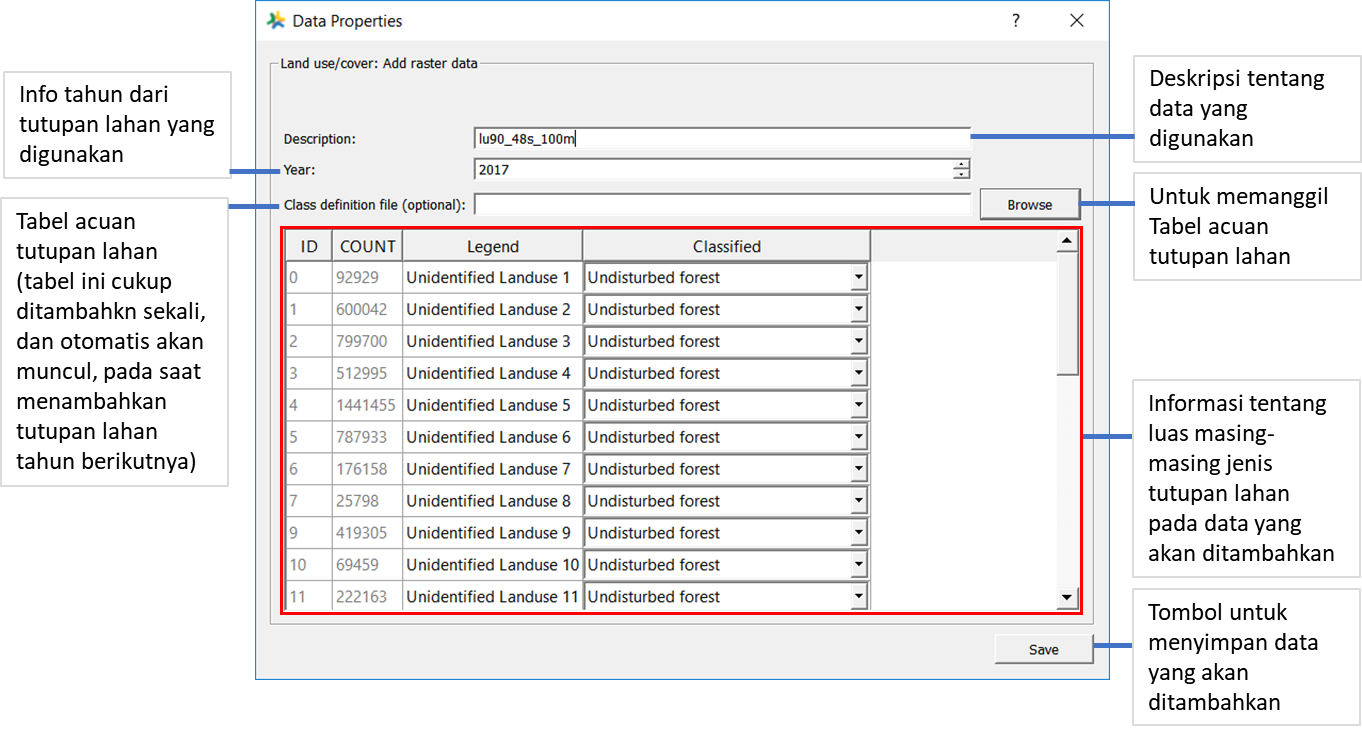 Data Properties
?
Land use/cover: Add raster data
Info tahun dari
tutupan lahan yang
digunakan
Deskripsi tentang
data yang
digunakan
Description:
lu90_48s_100m
Year:
2017
Class definition file (optional):
Browse
Untuk memanggil
Tabel acuan
tutupan lahan
Tabel acuan
tutupan lahan
(tabel ini cukup
ditambahkn sekali,
dan otomatis akan
muncul, pada saat
menambahkan
tutupan lahan
tahun berikutnya)
ID COUNT Legend Classified
0 92929 Unidentified Landuse 1 Undisturbed forest
1 600042 Unidentified Landuse 2 Undisturbed forest
2 799700 Unidentified Landuse 3 Undisturbed forest
3 512995 Unidentified Landuse 4 Undisturbed forest
4 1441455 Unidentified Landuse 5 Undisturbed forest
5 787933 Unidentified Landuse 6 Undisturbed forest
6 176158 Unidentified Landuse 7 Undisturbed forest
7 25798 Unidentified Landuse 8 Undisturbed forest
9 419305 Unidentified Landuse 9 Undisturbed forest
10 69459 Unidentified Landuse 10 Undisturbed forest
11 222163 Unidentified Landuse 11 Undisturbed forest
Informasi tentang
luas masing-
masing jenis
tutupan lahan
pada data yang
akan ditambahkan
Save
Tombol untuk
menyimpan data
yang akan
ditambahkan